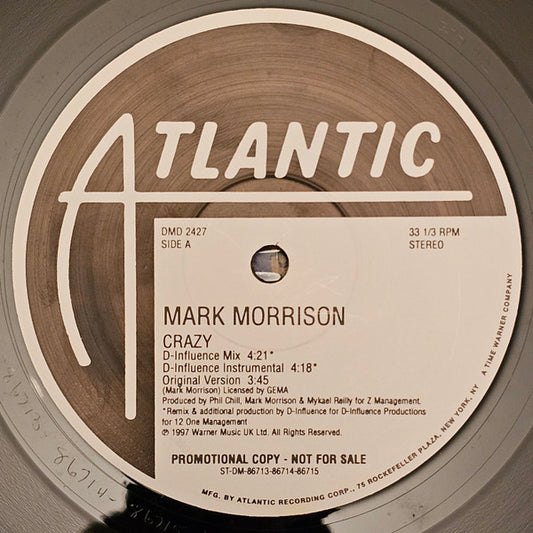 ATLANTIC
DMD 2427
SIDE A
33 1/3 RPM
STEREO
MARK MORRISON
CRAZY
D-Influence Mix 4:21*
D-Influence Instrumental 4:18*
Original Version 3:45
(Mark Morrison) Licensed by GEMA
Produced by Phil Chill, Mark Morrison & Mykael Reilly for Z Management.
*Remix & additional production by D-Influence for D-Influence Productions
for 12 One Management
℗ 1997 Warner Music UK Ltd. All Rights Reserved.
PROMOTIONAL COPY - NOT FOR SALE
ST-DM-86713-86714-86715
MFG. BY ATLANTIC RECORDING CORP., 75 ROCKEFELLER PLAZA, NEW YORK, NY A TIME WARNER COMPANY